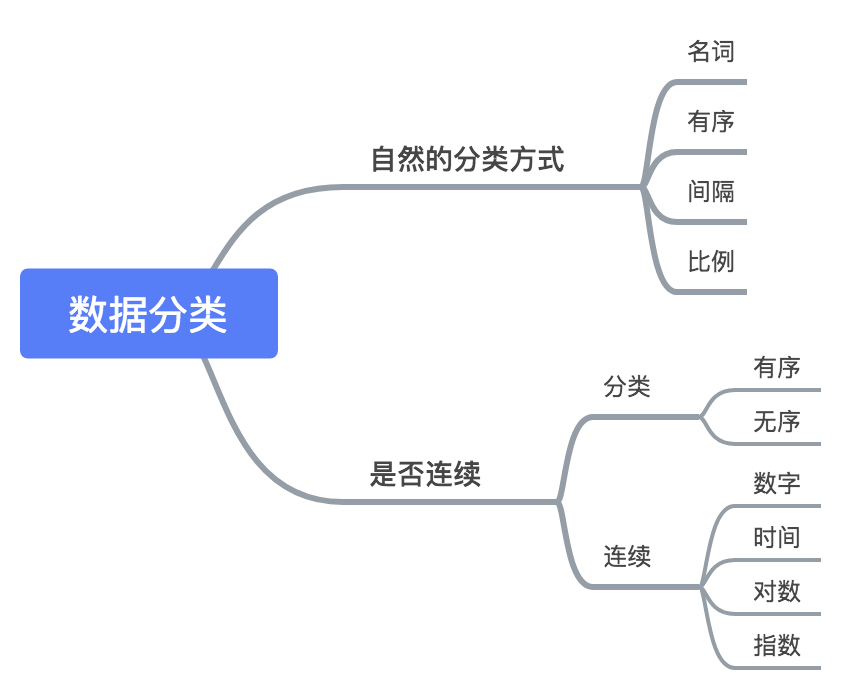 数据分类
自然的分类方式
名词
有序
间隔
比例
是否连续
分类
有序
无序
连续
数字
时间
对数
指数